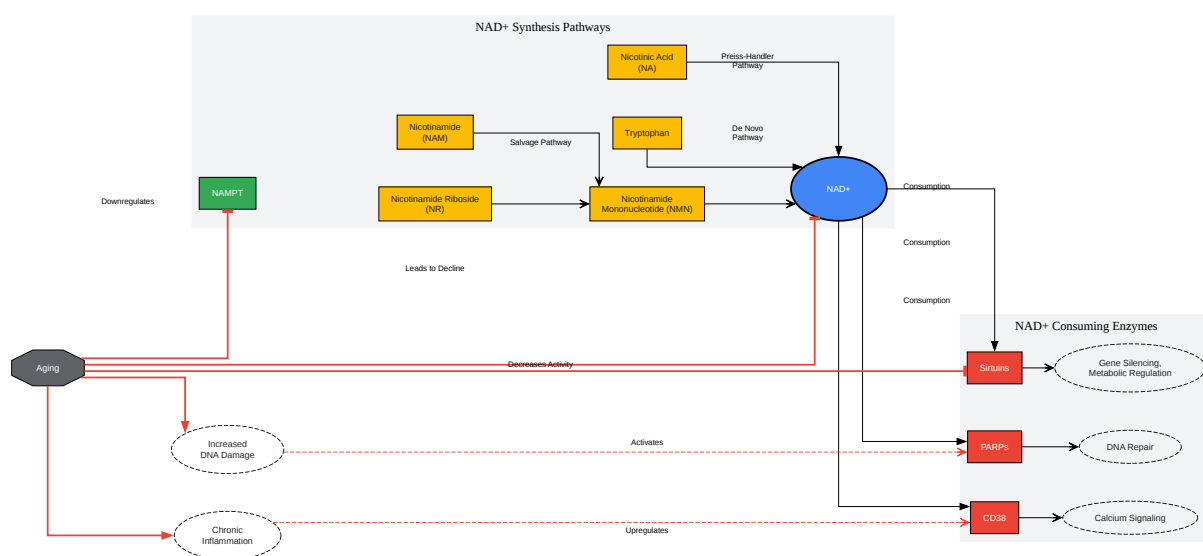 NAD+ Synthesis Pathways
Nicotinic Acid
(NA)
Preiss-Handler
Pathway
Nicotinamide
(NAM)
Salvage Pathway
Tryptophan
De Novo
Pathway
NAMPT
Downregulates
Nicotinamide Riboside
(NR)
Nicotinamide
Mononucleotide (NMN)
NAD+
Consumption
Consumption
Leads to Decline
Consumption
NAD+ Consuming Enzymes
Aging
Decreases Activity
Sirtuins
Gene Silencing,
Metabolic Regulation
Increased
DNA Damage
Activates
PARPs
DNA Repair
Chronic
Inflammation
Upregulates
CD38
Calcium Signaling